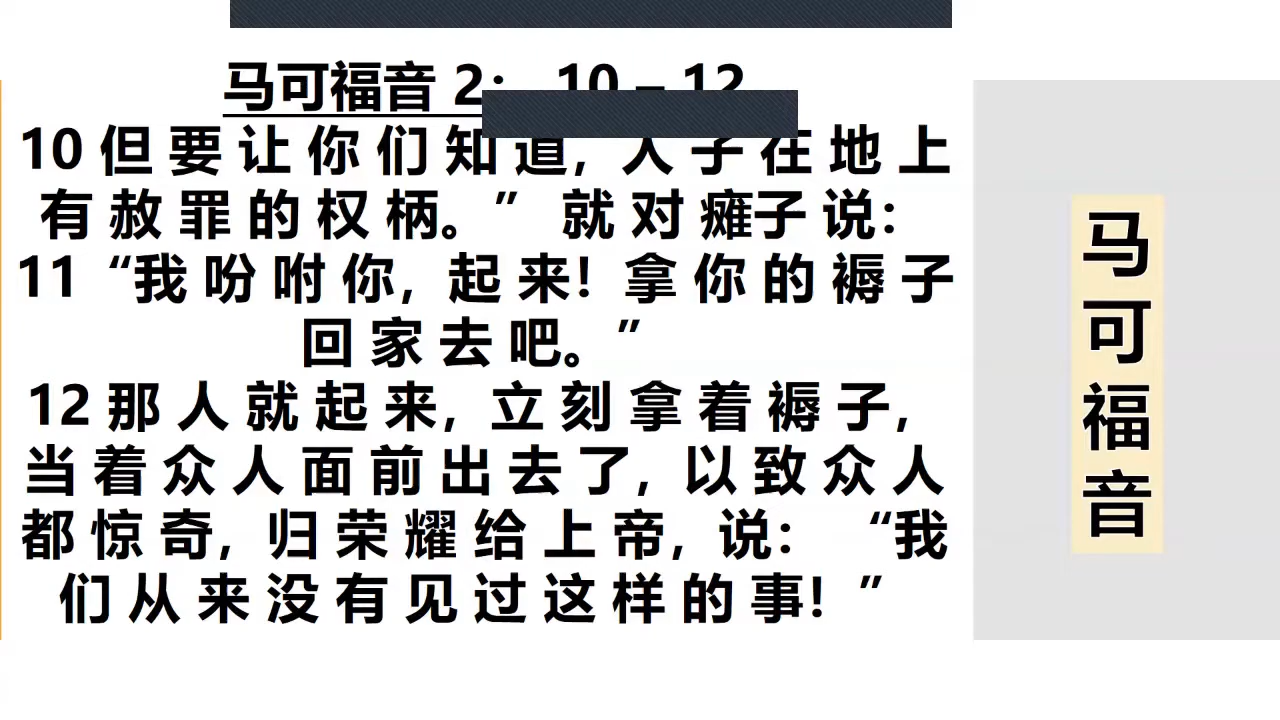 马可福音 2： 10 – 12
10 但 要 让 你 们 知 道，人 子 在 地 上
有 赦 罪 的 权 柄。” 就 对 瘫子 说：
11 “我 吩 咐 你，起 来！拿 你 的 褥 子
回 家 去 吧。”
12 那 人 就 起 来，立 刻 拿 着 褥 子，
当 着 众 人 面 前 出 去 了，以 致 众 人
都 惊 奇，归 荣 耀 给 上 帝，说： “我
们 从 来 没 有 见 过 这 样 的 事！”
马
可
福
音